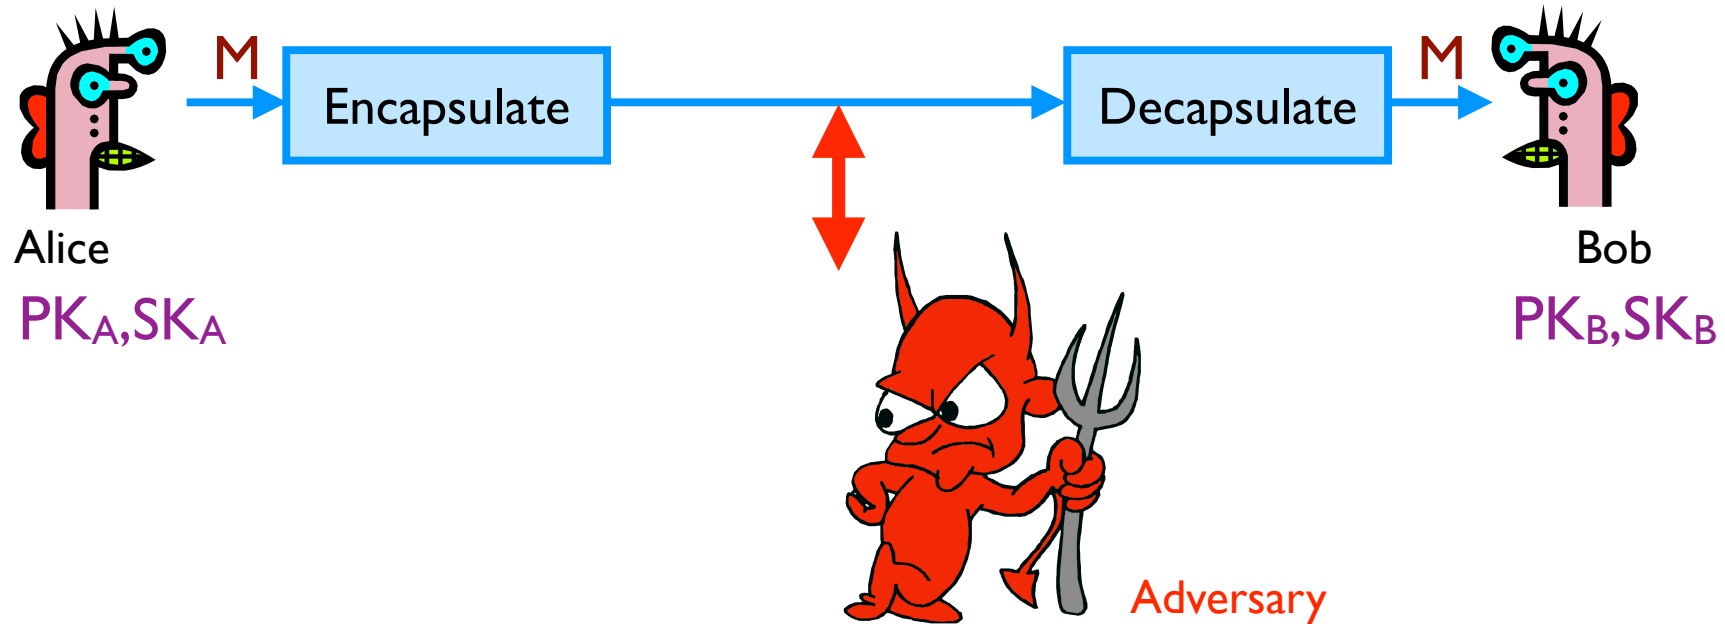 M
Encapsulate
Decapsulate
M
Alice
Bob
PKA,SKA
PKB,SKB
Adversary